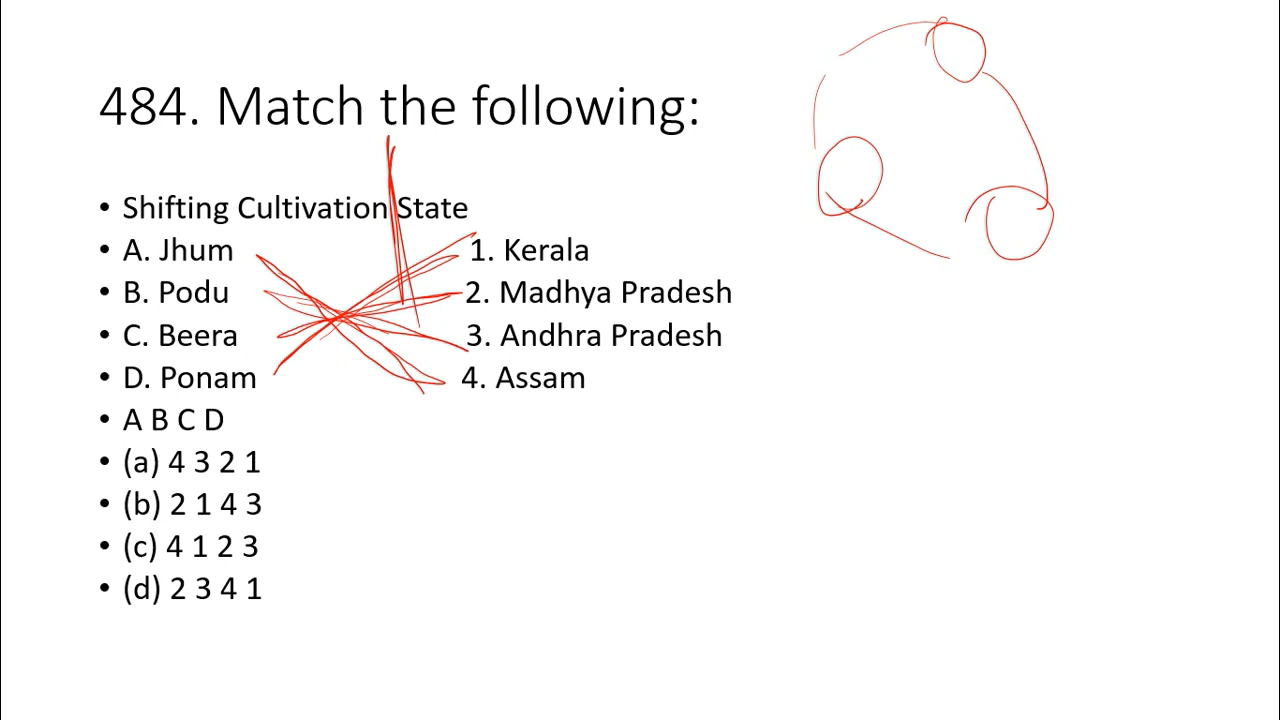 484. Match the following:
• Shifting Cultivation State
• A. Jhum 1. Kerala
• B. Podu 2. Madhya Pradesh
• C. Beera 3. Andhra Pradesh
• D. Ponam 4. Assam
• A B C D
• (a) 4 3 2 1
• (b) 2 1 4 3
• (c) 4 1 2 3
• (d) 2 3 4 1